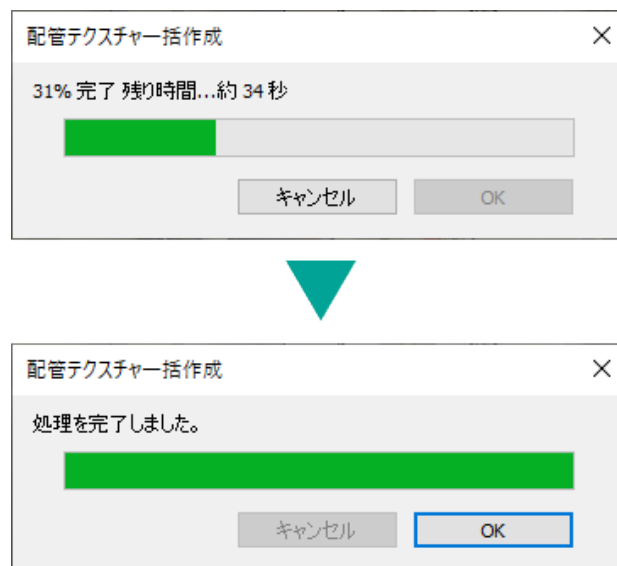 配管テクスチャ一括作成
31% 完了 残り時間...約 34 秒
キャンセル OK
配管テクスチャ一括作成
処理を完了しました。
キャンセル OK